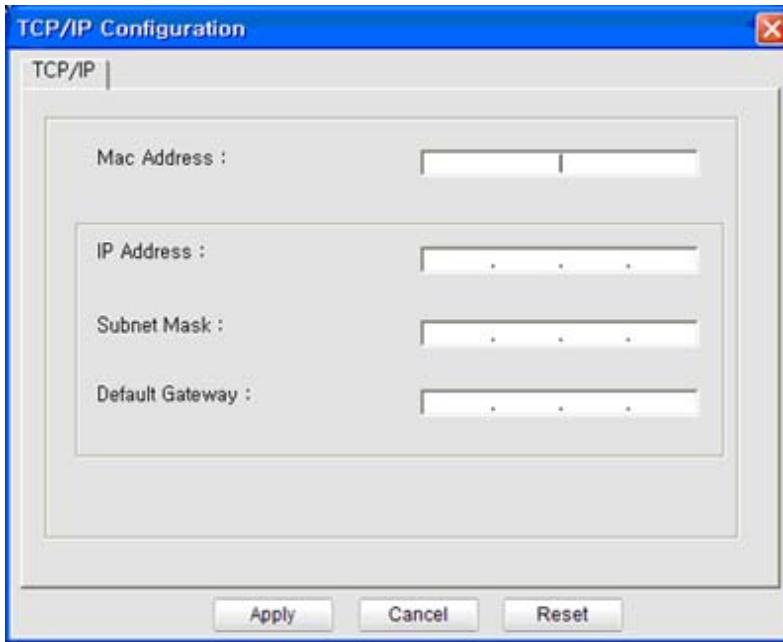 TCP/IP Configuration
TCP/IP
Mac Address :
IP Address :
. . .
Subnet Mask :
. . .
Default Gateway :
. . .
Apply Cancel Reset